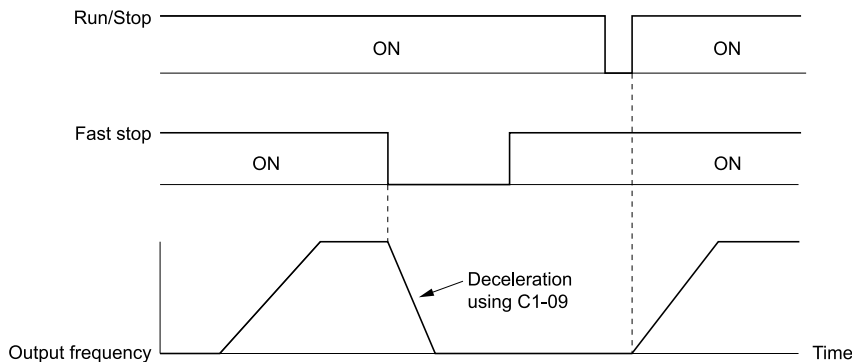 Run/Stop
ON
ON
Fast stop
ON
ON
Deceleration
using C1-09
Output frequency
Time